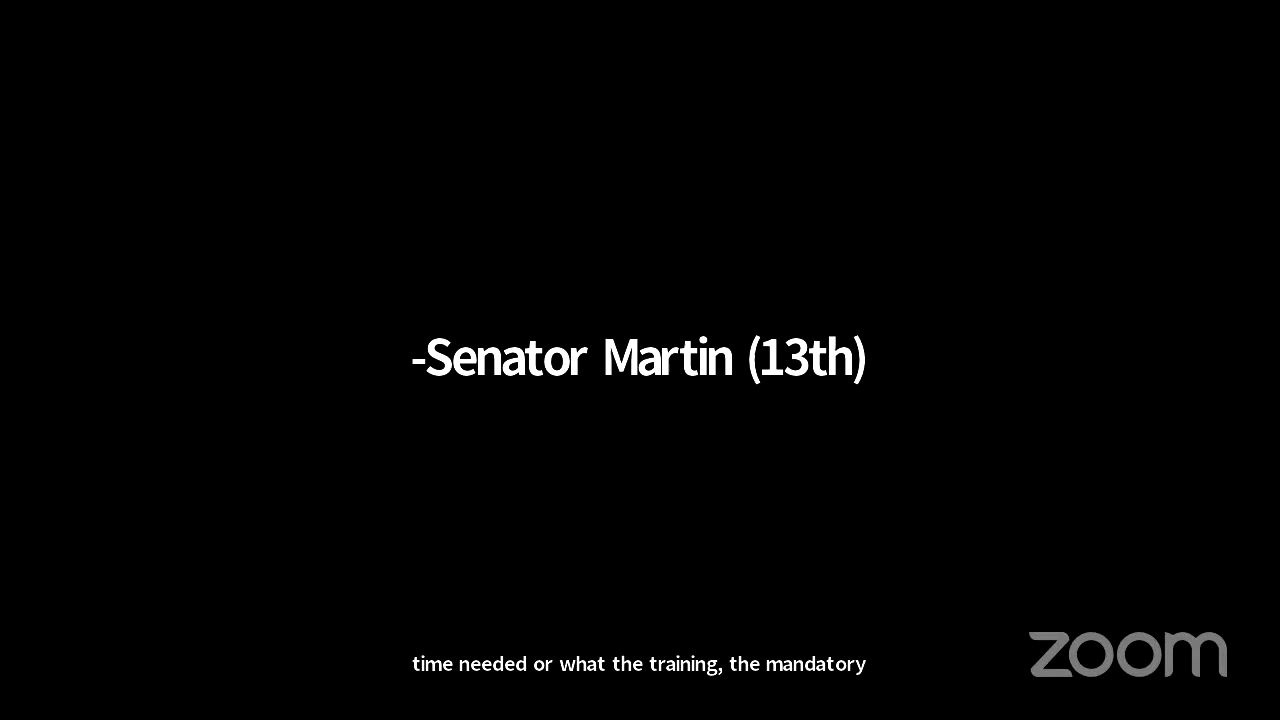 -Senator Martin (13th)
time needed or what the training, the mandatory
zoom